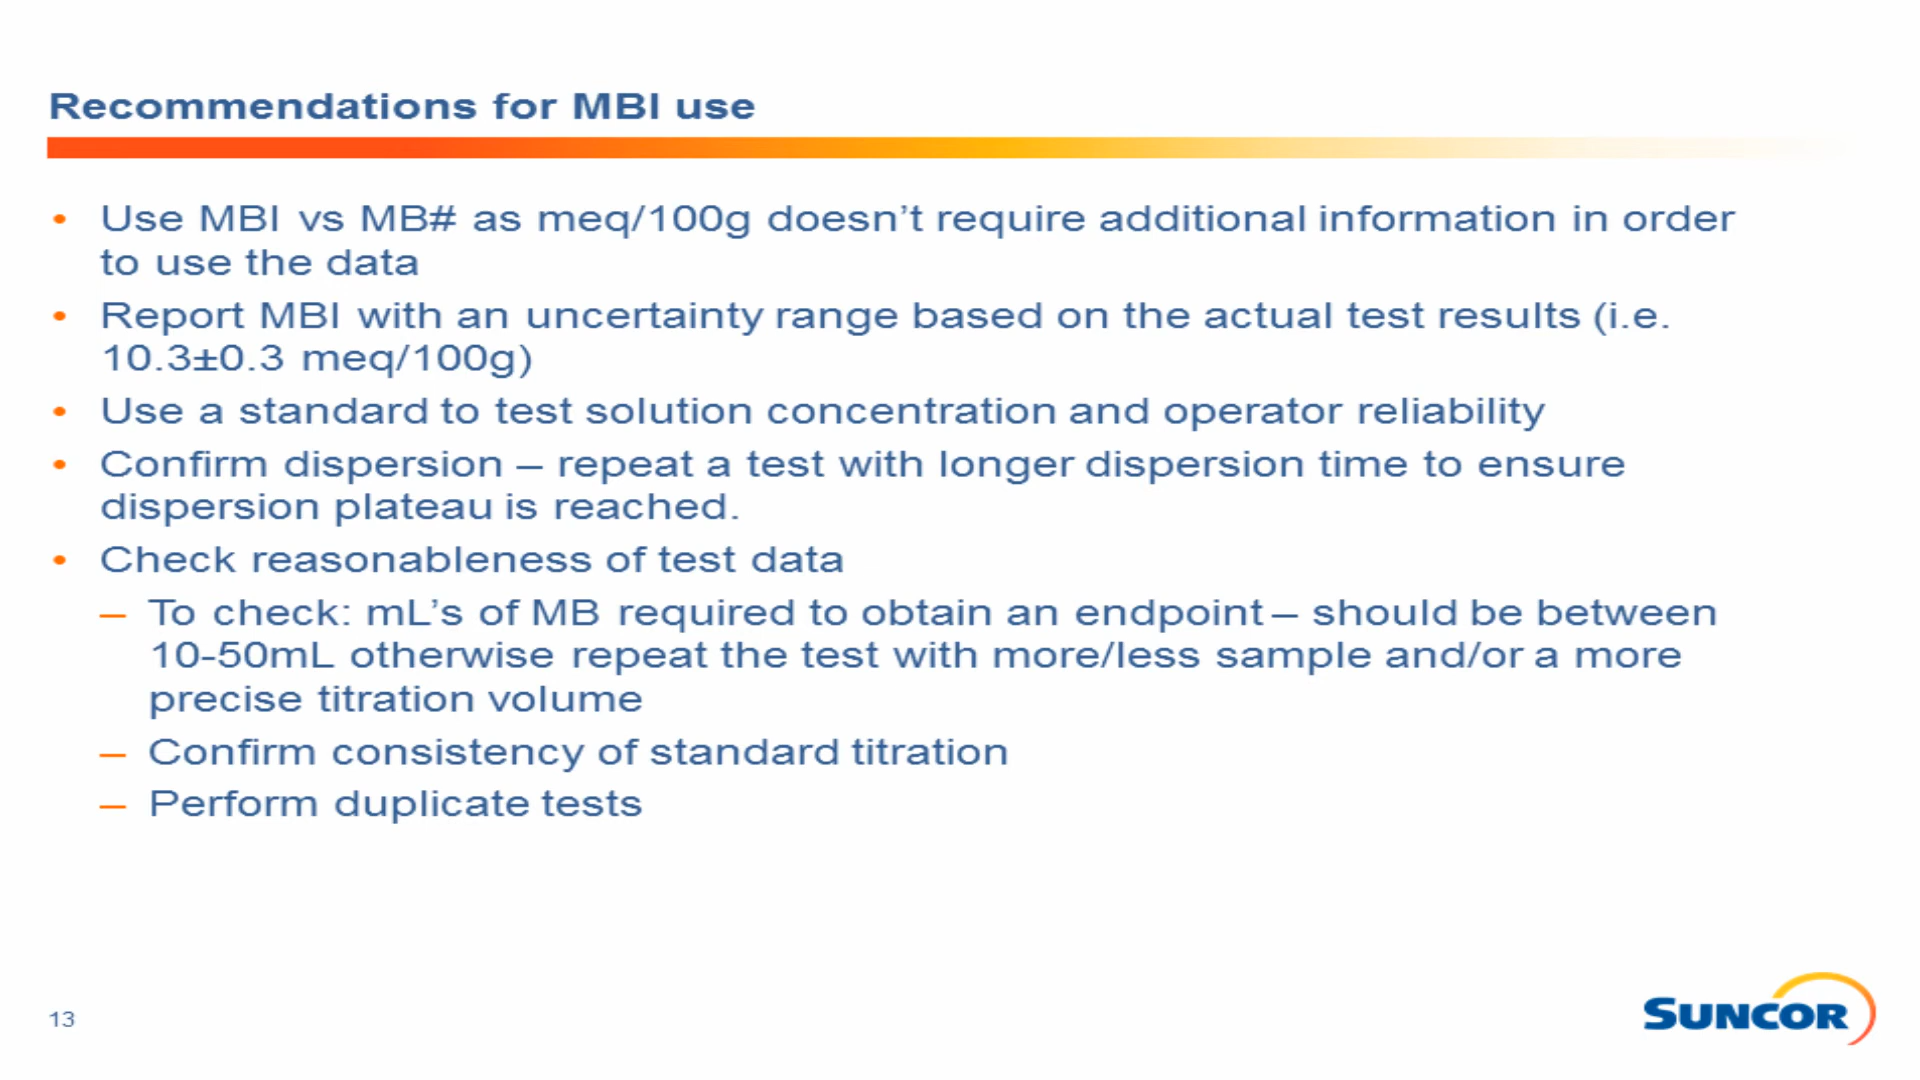 Recommendations for MBI use
• Use MBI vs MB# as meq/100g doesn’t require additional information in order
to use the data
• Report MBI with an uncertainty range based on the actual test results (i.e.
10.3±0.3 meq/100g)
• Use a standard to test solution concentration and operator reliability
• Confirm dispersion – repeat a test with longer dispersion time to ensure
dispersion plateau is reached.
• Check reasonableness of test data
– To check: mL’s of MB required to obtain an endpoint – should be between
10-50mL otherwise repeat the test with more/less sample and/or a more
precise titration volume
– Confirm consistency of standard titration
– Perform duplicate tests
13
SUNCOR